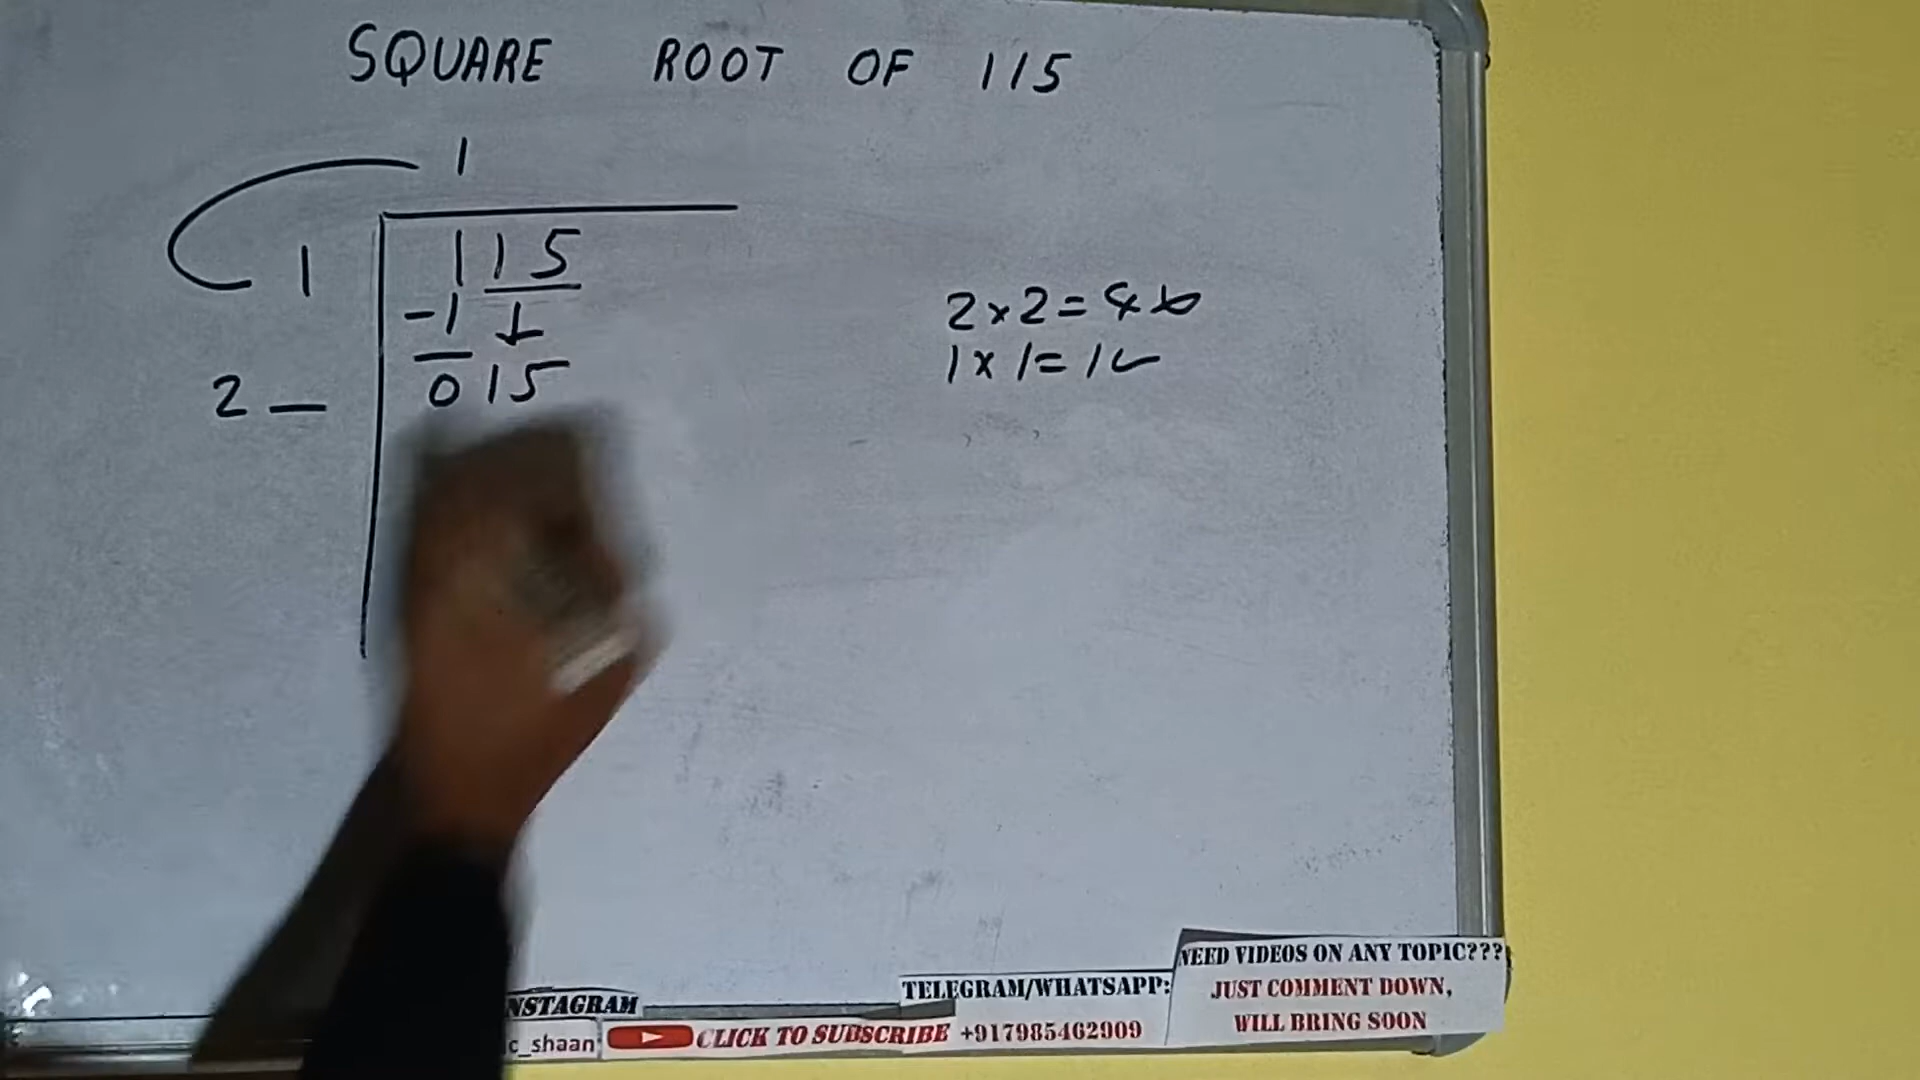 SQUARE ROOT OF 115
1
1 115
-1
2 _ 015
2×2=4
1×1=1
NEED VIDEOS ON ANY TOPIC???
JUST COMMENT DOWN,
WILL BRING SOON
TELEGRAM/WHATSAPP:
+917985462909
NSTAGRAM
c_shaan
CLICK TO SUBSCRIBE